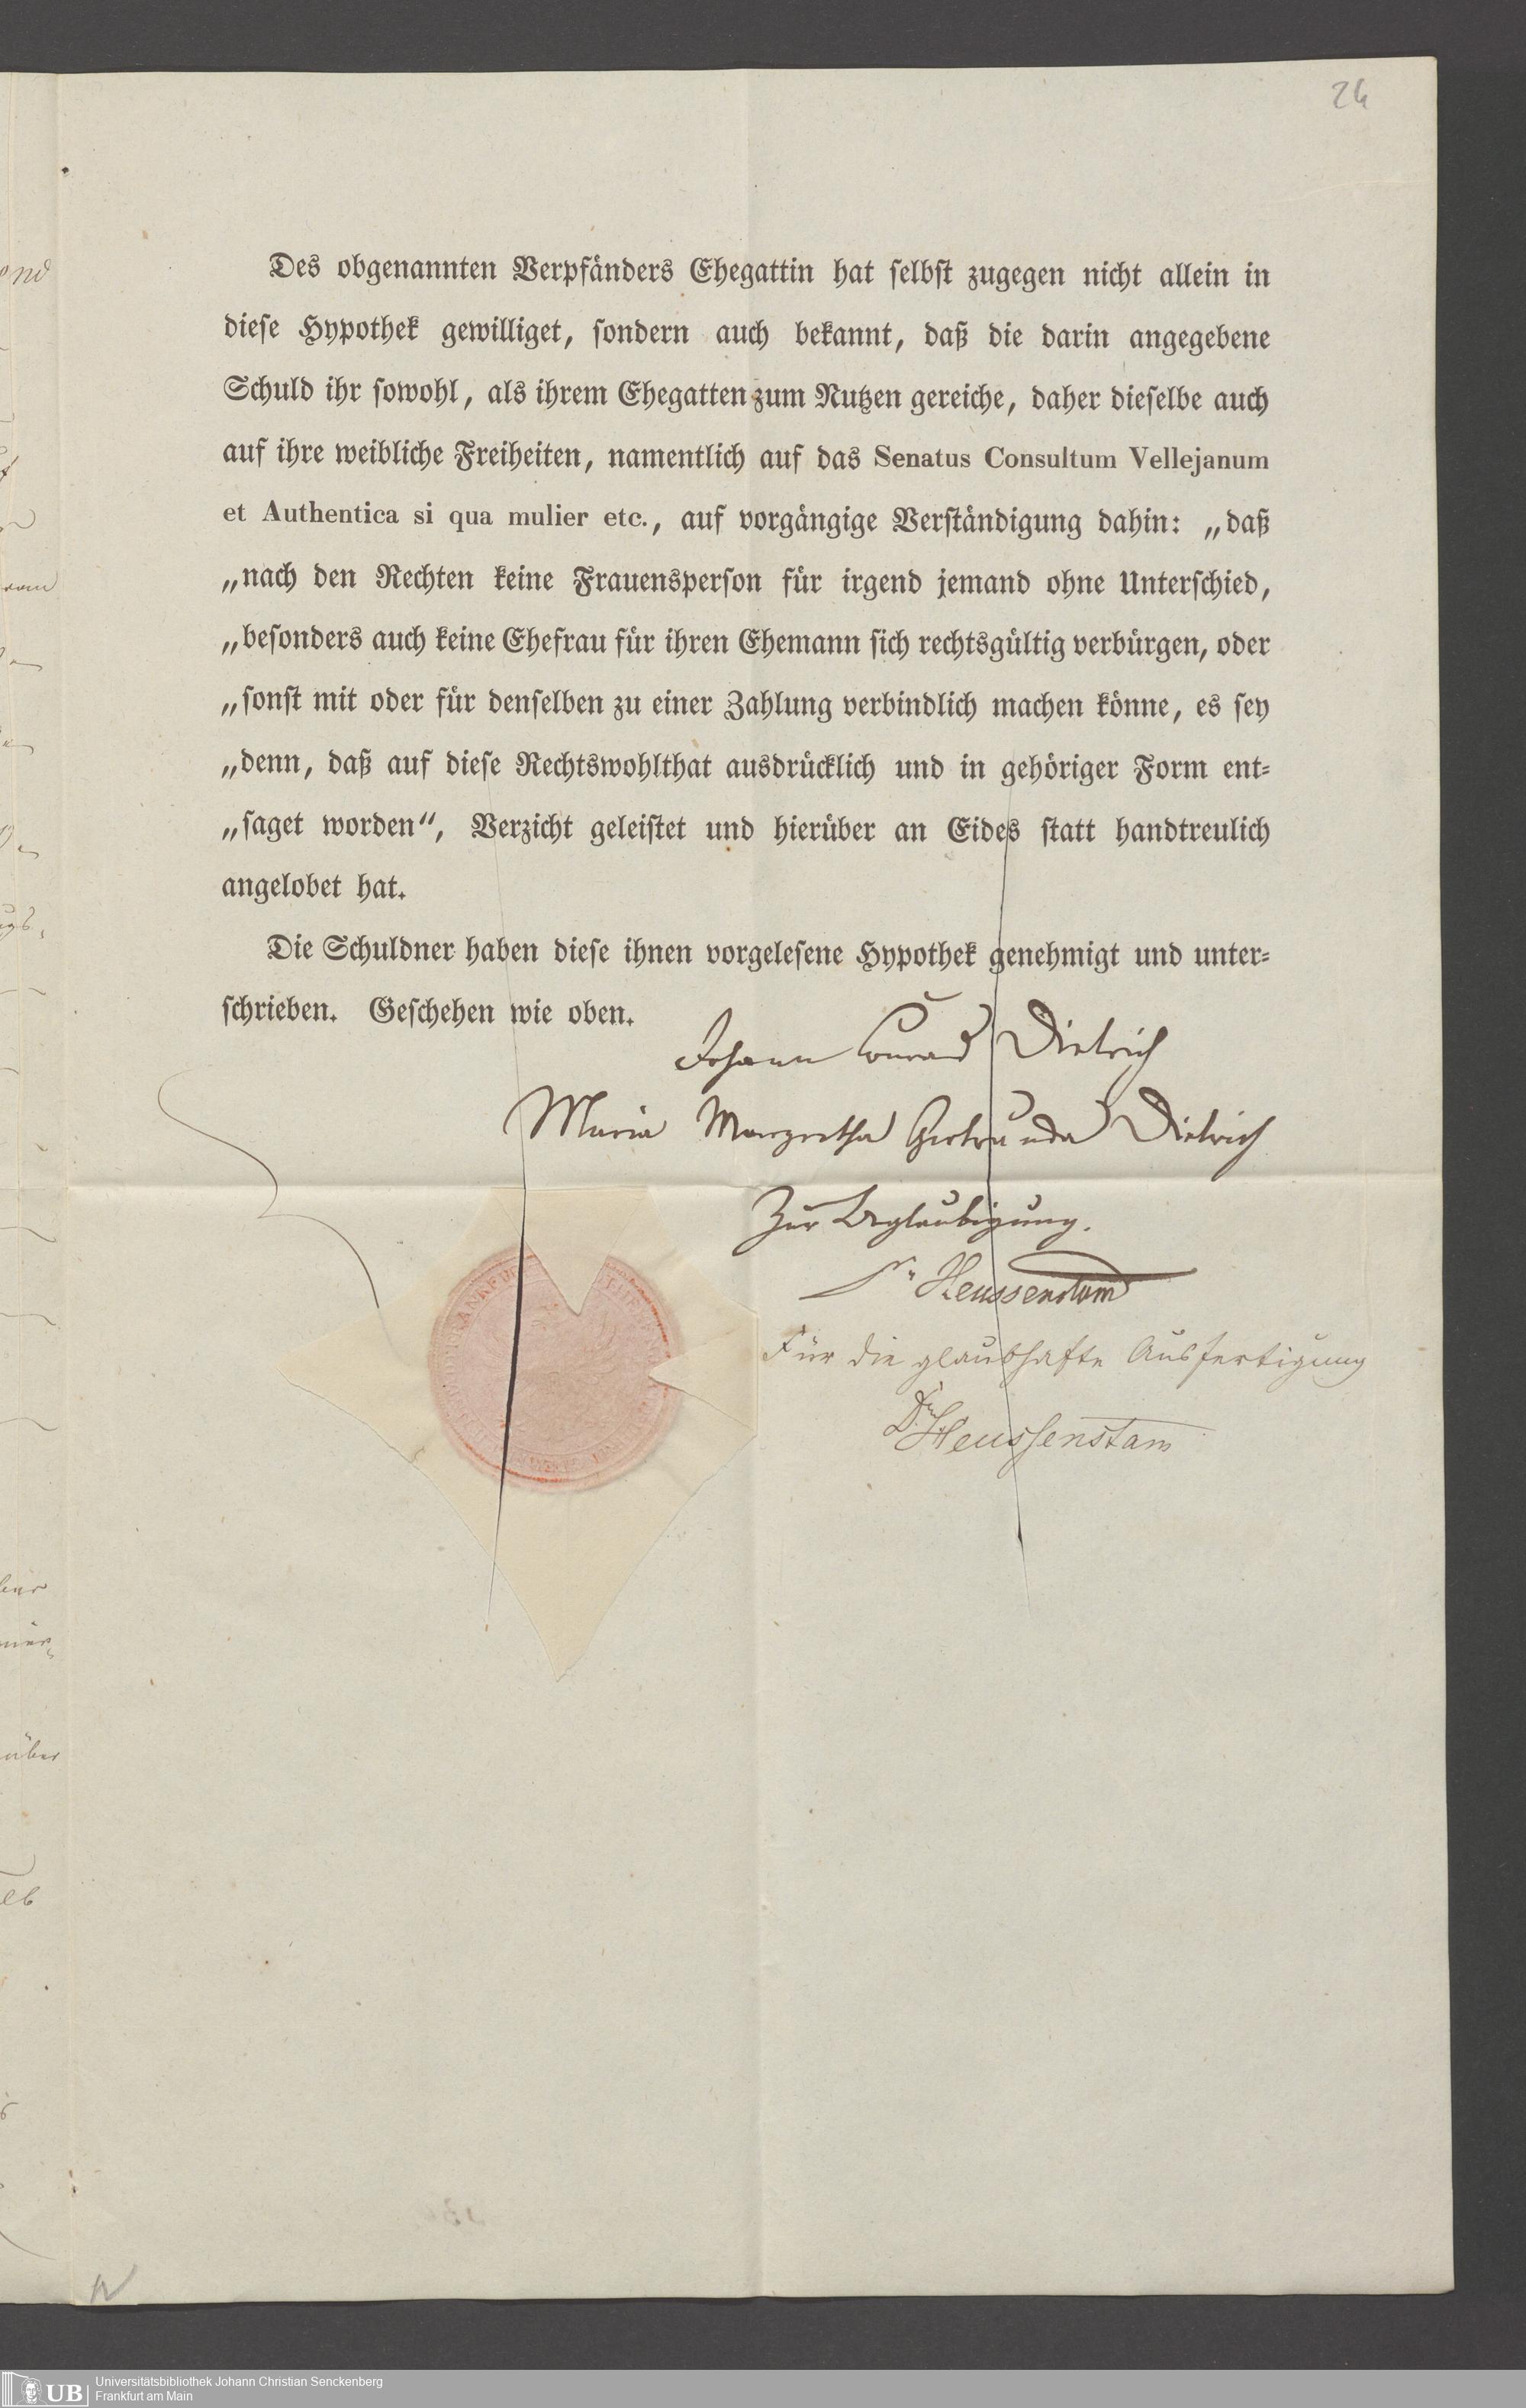 24
Des obgenannten Verpfänders Ehegattin hat selbst zugegen nicht allein in
diese Hypothek gewilliget, sondern auch bekannt, daß die darin angegebene
Schuld ihr sowohl, als ihrem Ehegatten zum Nutzen gereiche, daher dieselbe auch
auf ihre weibliche Freiheiten, namentlich auf das Senatus Consultum Vellejanum
et Authentica si qua mulier etc., auf vorgängige Verständigung dahin: „daß
„nach den Rechten keine Frauensperson für irgend jemand ohne Unterschied,
„besonders auch keine Ehefrau für ihren Ehemann sich rechtsgültig verbürgen, oder
„sonst mit oder für denselben zu einer Zahlung verbindlich machen könne, es sey
„denn, daß auf diese Rechtswohlthat ausdrücklich und in gehöriger Form ent-
„saget worden“, Verzicht geleistet und hierüber an Eides statt handtreulich
angelobet hat.
Die Schuldner haben diese ihnen vorgelesene Hypothek genehmigt und unter-
schrieben. Geschehen wie oben.
Johann Conrad Dietrich
Maria Margretha Gertrunda Dietrich
Zur Beglaubigung.
Dr. Heussenstam
Für die glaubhafte Ausfertigung
Dr. Heussenstam
über
UB
Universitätsbibliothek Johann Christian Senckenberg
Frankfurt am Main